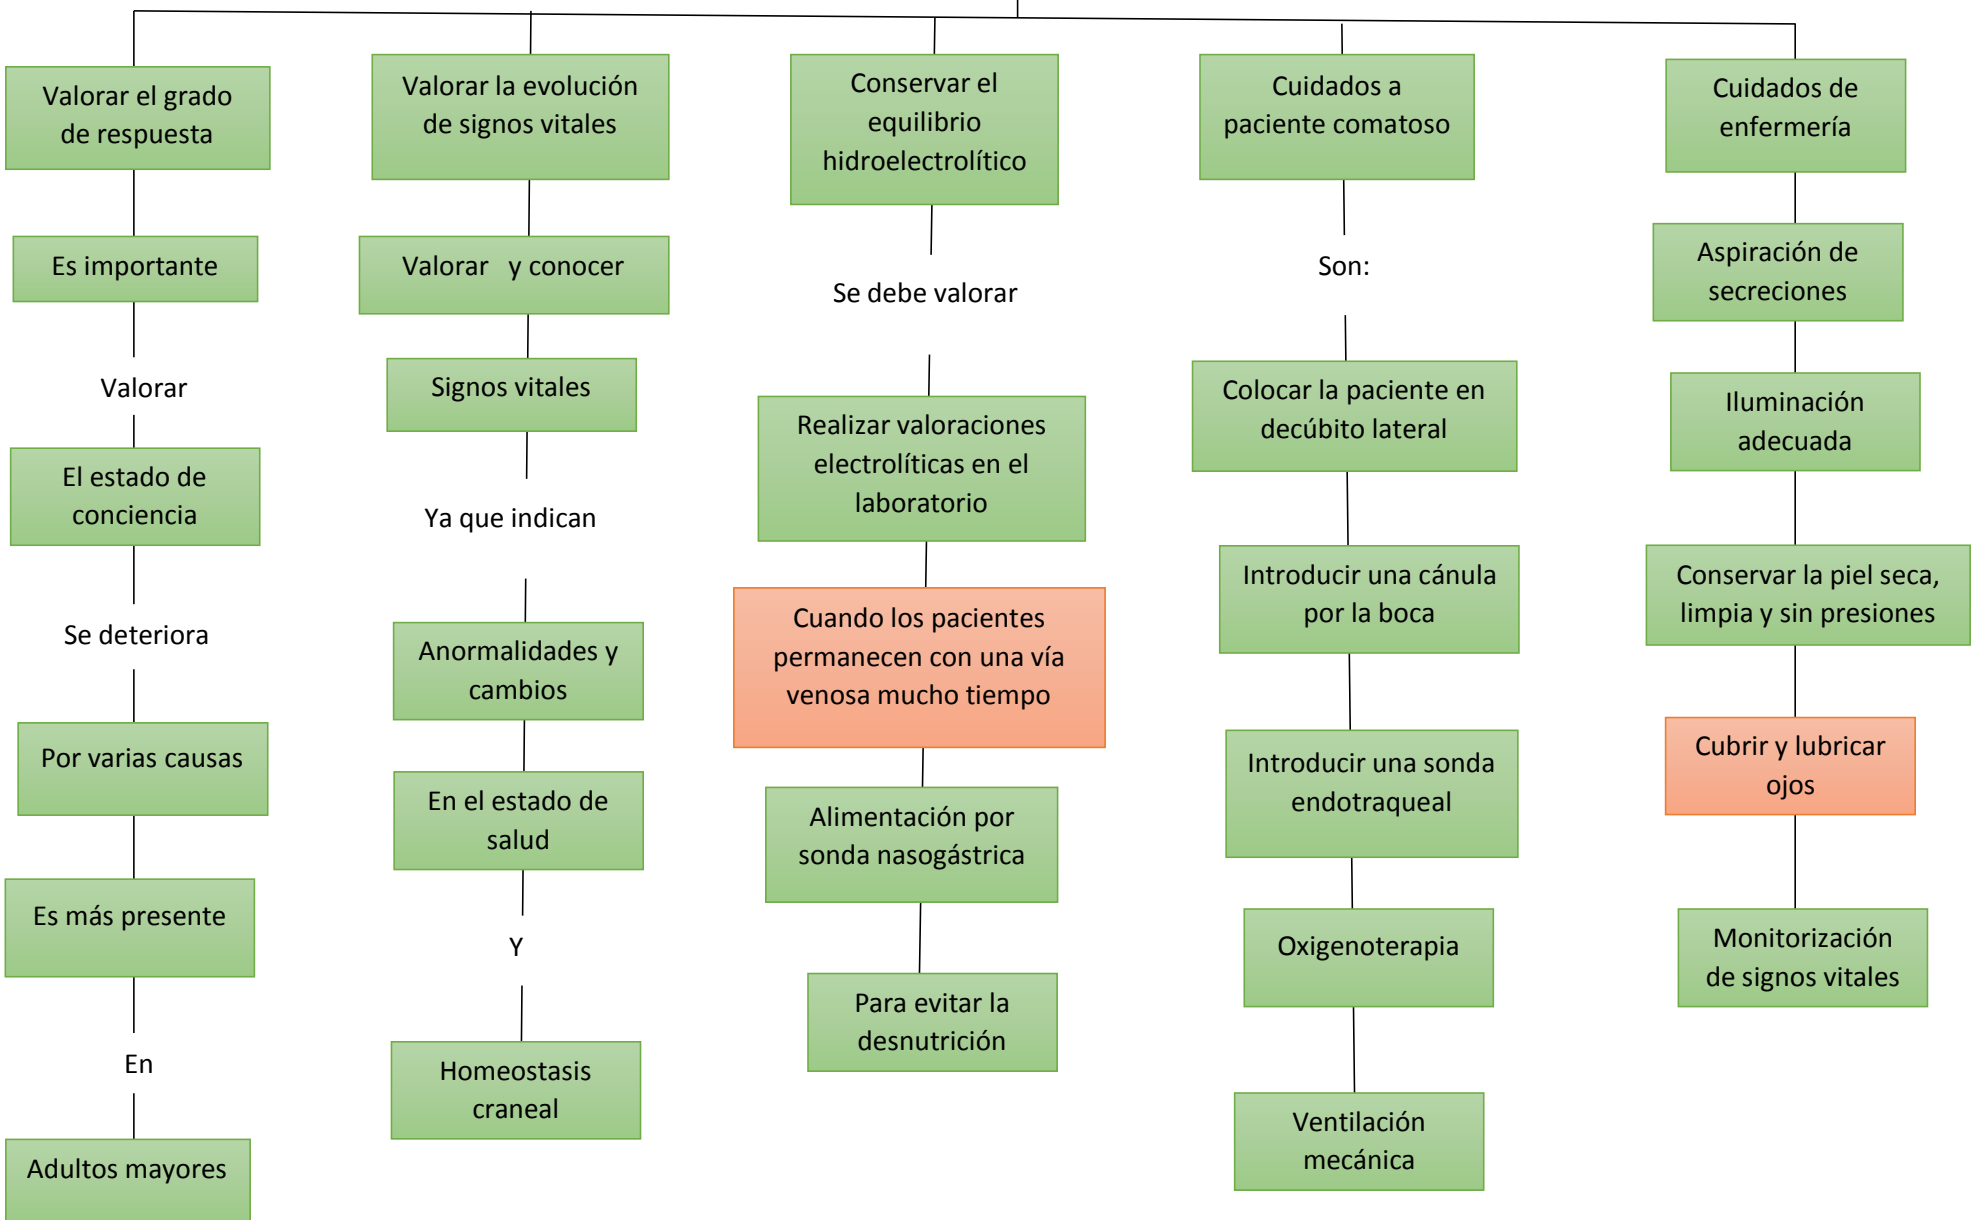 Valorar el grado
de respuesta
Es importante
Valorar
El estado de
conciencia
Se deteriora
Por varias causas
Es más presente
En
Adultos mayores
Valorar la evolución
de signos vitales
Valorar y conocer
Signos vitales
Ya que indican
Anormalidades y
cambios
En el estado de
salud
Y
Homeostasis
craneal
Conservar el
equilibrio
hidroelectrolítico
Se debe valorar
Realizar valoraciones
electrolíticas en el
laboratorio
Cuando los pacientes
permanecen con una vía
venosa mucho tiempo
Alimentación por
sonda nasogástrica
Para evitar la
desnutrición
Cuidados a
paciente comatoso
Son:
Colocar la paciente en
decúbito lateral
Introducir una cánula
por la boca
Introducir una sonda
endotraqueal
Oxigenoterapia
Ventilación
mecánica
Cuidados de
enfermería
Aspiración de
secreciones
Iluminación
adecuada
Conservar la piel seca,
limpia y sin presiones
Cubrir y lubricar
ojos
Monitorización
de signos vitales